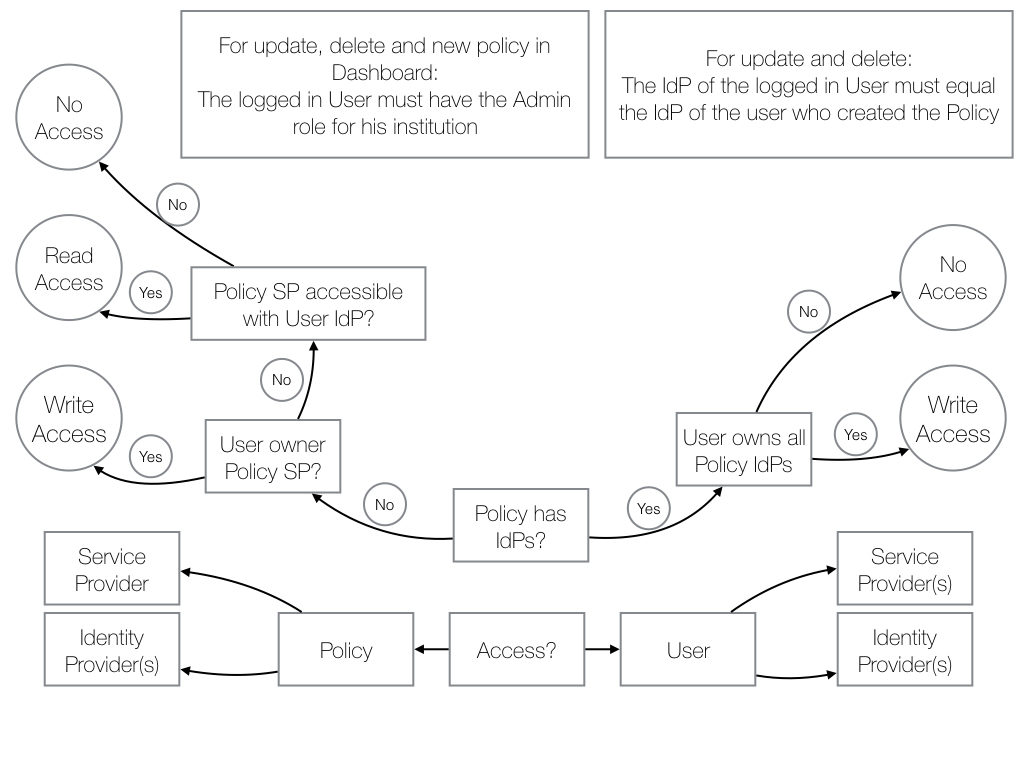 For update, delete and new policy in
Dashboard:
The logged in User must have the Admin
role for his institution
For update and delete:
The IdP of the logged in User must equal
the IdP of the user who created the Policy
No
Access
No
Read
Access
Yes
Policy SP accessible
with User IdP?
No
No
Access
No
Write
Access
Yes
User owner
Policy SP?
User owns all
Policy IdPs
Yes
Write
Access
No
Policy has
IdPs?
Yes
Service
Provider
Service
Provider(s)
Identity
Provider(s)
Policy
Access?
User
Identity
Provider(s)